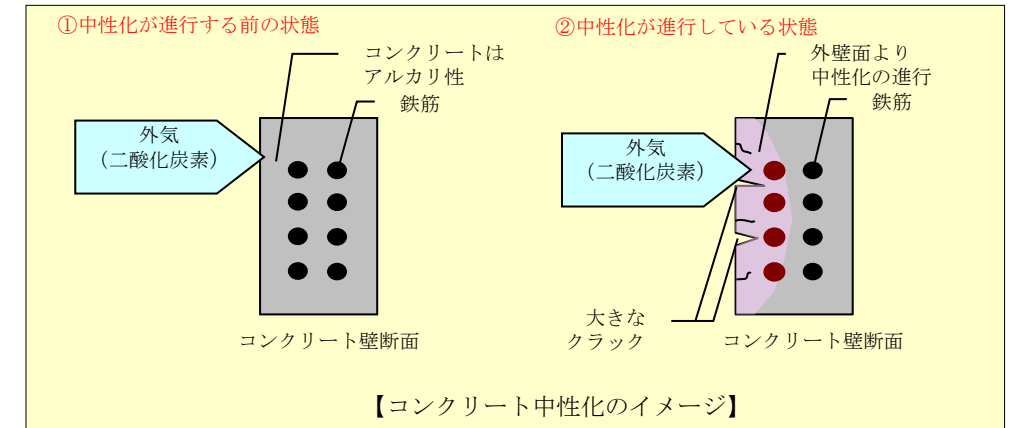 ①中性化が進行する前の状態
コンクリートは
アルカリ性
鉄筋
外気
（二酸化炭素）
コンクリート壁断面
②中性化が進行している状態
外壁面より
中性化の進行
鉄筋
外気
（二酸化炭素）
大きな
クラック
コンクリート壁断面
【コンクリート中性化のイメージ】